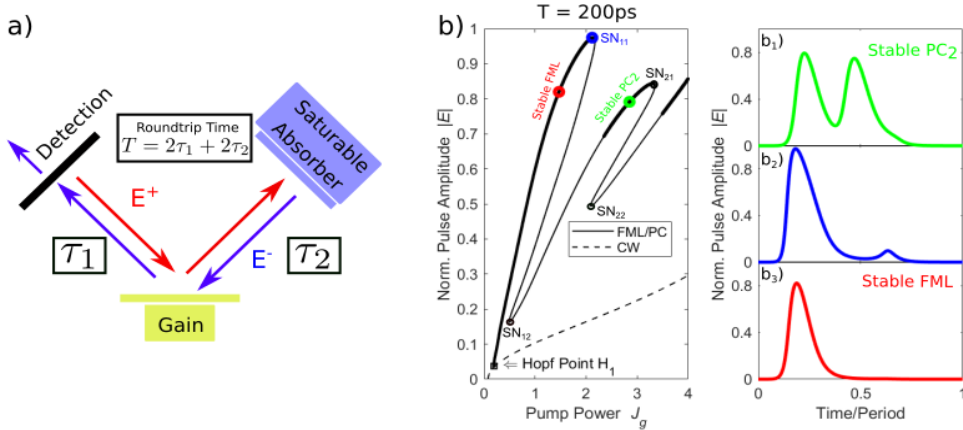 a)
Detection
Roundtrip Time
T = 2τ₁ + 2τ₂
Saturable
Absorber
E⁺
E⁻
τ₁
τ₂
Gain
b)
T = 200ps
Norm. Pulse Amplitude |E|
1
0.9
0.8
0.7
0.6
0.5
0.4
0.3
0.2
0.1
0
SN₁₁
Stable FML
Stable PC₂
SN₂₁
SN₂₂
FML/PC
CW
SN₁₂
⇐ Hopf Point H₁
0 1 2 3 4
Pump Power J_g
Norm. Pulse Amplitude |E|
b₁)
Stable PC₂
0.8
0.4
0
b₂)
0.8
0.4
0
b₃)
Stable FML
0.8
0.4
0
0 0.5 1
Time/Period